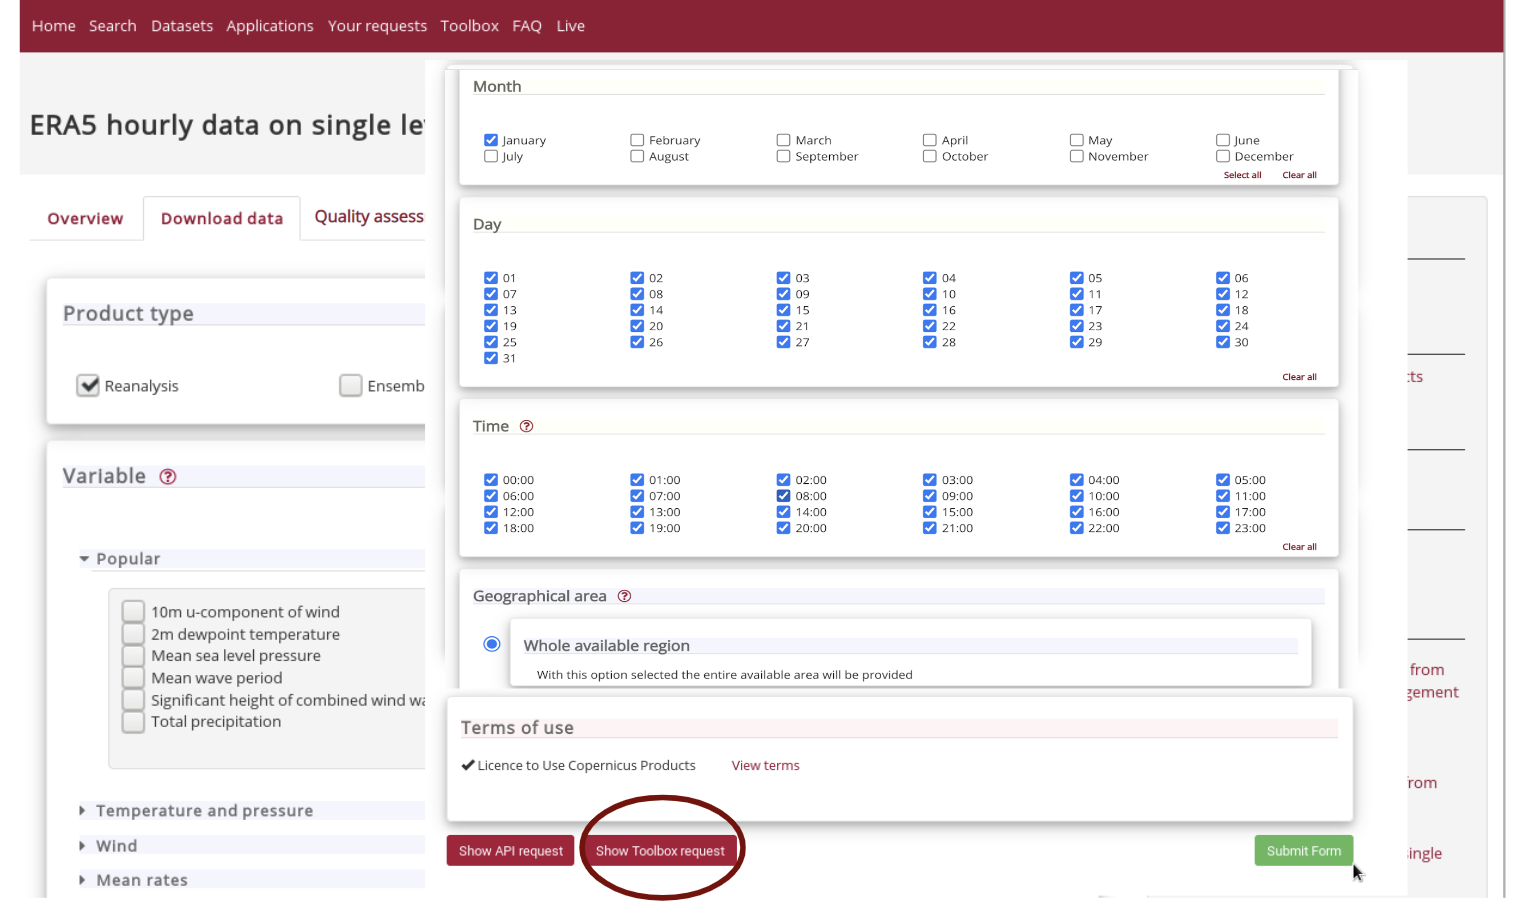 Home Search Datasets Applications Your requests Toolbox FAQ Live
ERA5 hourly data on single le
Overview Download data Quality assess
Product type
Reanalysis Ensemb
Variable ?
Popular
10m u-component of wind
2m dewpoint temperature
Mean sea level pressure
Mean wave period
Significant height of combined wind wa
Total precipitation
Temperature and pressure
Wind
Mean rates
Month
January February March April May June
July August September October November December
Select all Clear all
Day
01 02 03 04 05 06
07 08 09 10 11 12
13 14 15 16 17 18
19 20 21 22 23 24
25 26 27 28 29 30
31
Clear all
Time ?
00:00 01:00 02:00 03:00 04:00 05:00
06:00 07:00 08:00 09:00 10:00 11:00
12:00 13:00 14:00 15:00 16:00 17:00
18:00 19:00 20:00 21:00 22:00 23:00
Clear all
Geographical area ?
Whole available region
With this option selected the entire available area will be provided
Terms of use
Licence to Use Copernicus Products View terms
Show API request Show Toolbox request Submit Form
cts
from
gement
rom
single